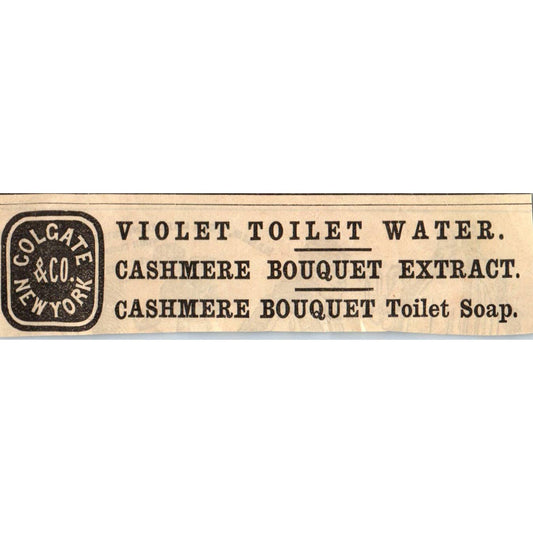 COLGATE
&CO.
NEW YORK.
VIOLET TOILET WATER.
CASHMERE BOUQUET EXTRACT.
CASHMERE BOUQUET Toilet Soap.